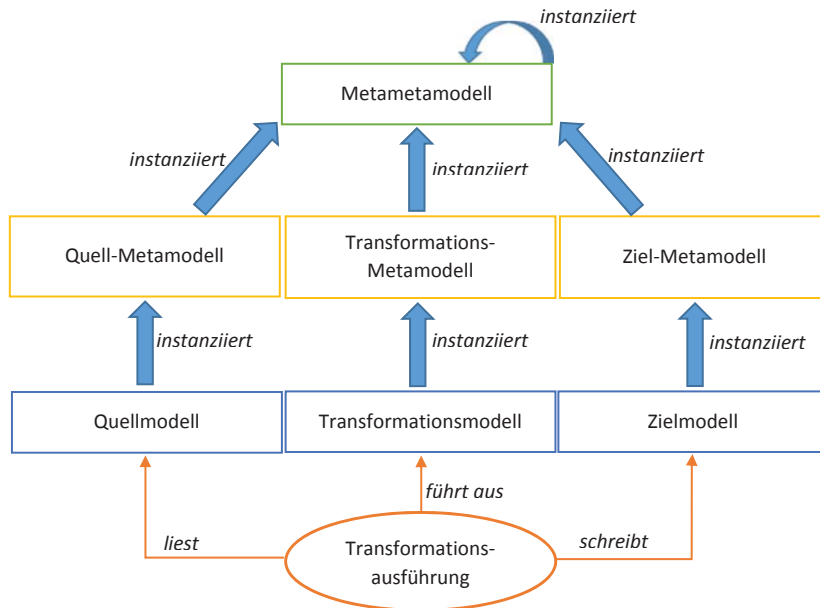 instanziiert
Metametamodell
instanziiert
instanziiert
instanziiert
Quell-Metamodell
Transformations-
Metamodell
Ziel-Metamodell
instanziiert
instanziiert
instanziiert
Quellmodell
Transformationsmodell
Zielmodell
führt aus
liest
Transformations-
ausführung
schreibt